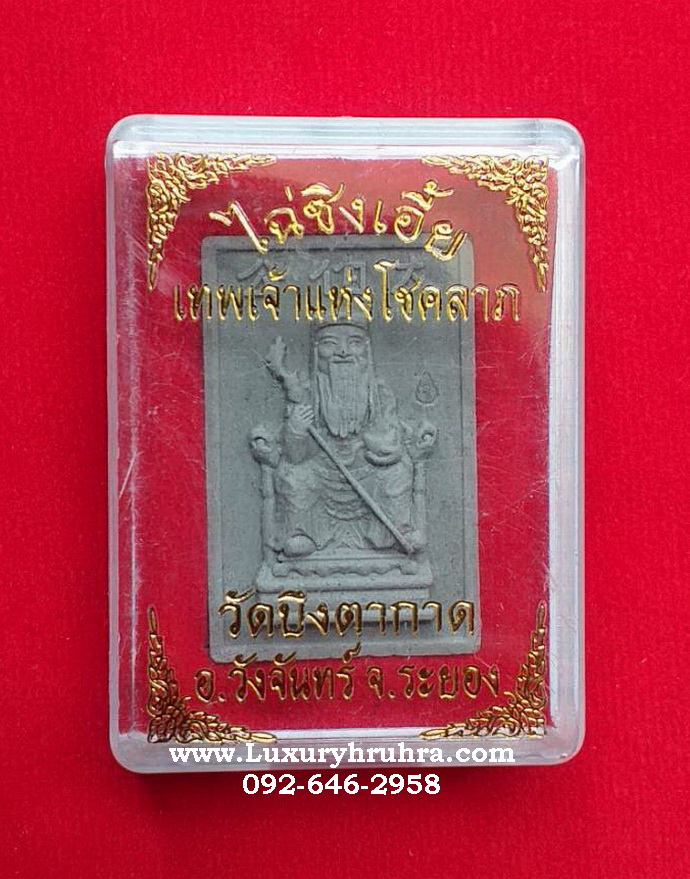 ไฉ่ซิงเอี้ย
เทพเจ้าแห่งโชคลาภ
วัดบึงตากาด
อ.วังจันทร์ จ.ระยอง
www.Luxuryhruhra.com
092-646-2958